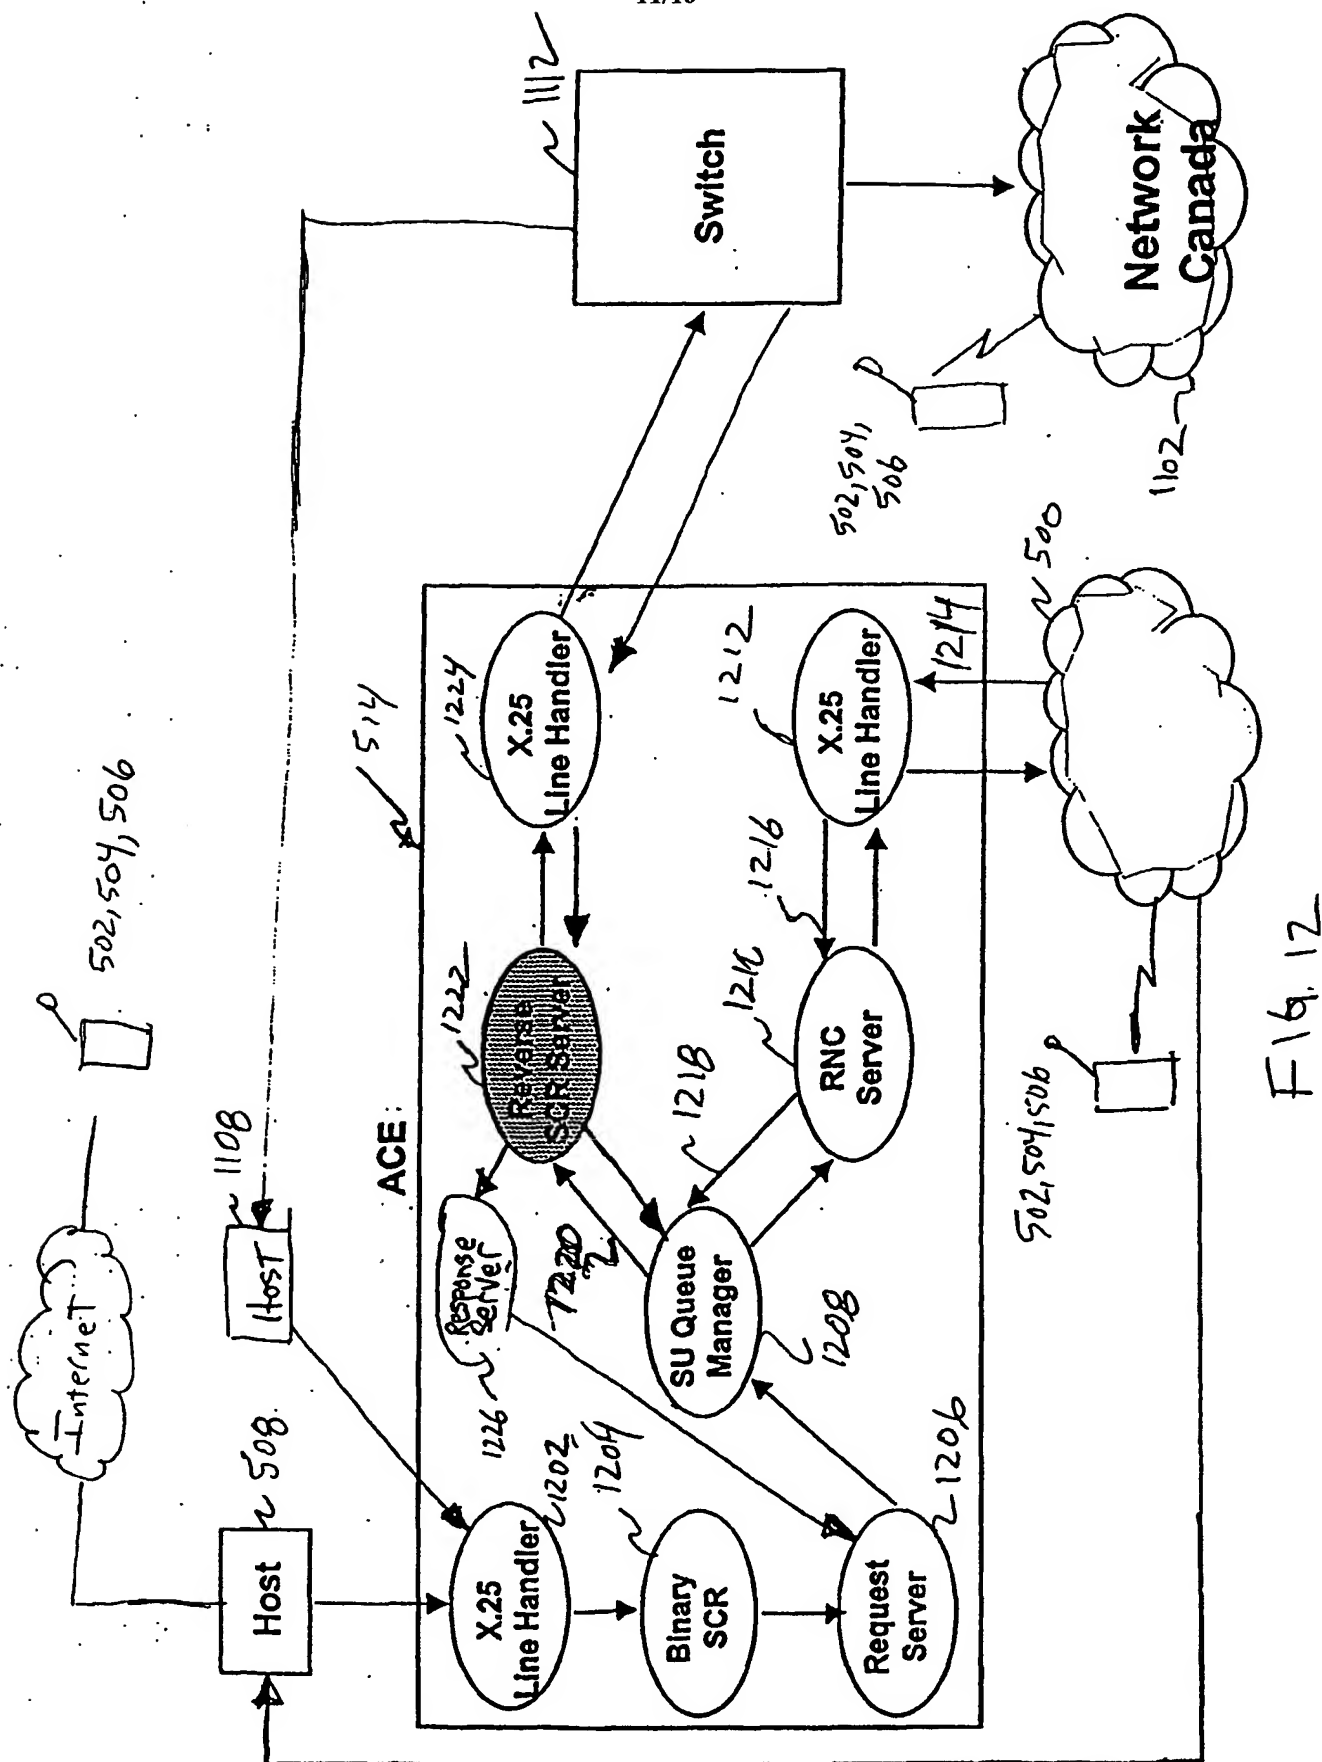 Internet
502,504,506
Host
508
HOST
1108
ACE:
514
1112
Switch
X.25
Line Handler
1202
1204
Binary
SCR
Request
Server
1206
Response
Server
1226
Reverse
SCR Server
1222
X.25
Line Handler
1224
SU Queue
Manager
1208
1218
RNC
Server
1216
X.25
Line Handler
1212
1214
502,504,506
500
502,504,
506
1102
Network
Canada
FIG. 12